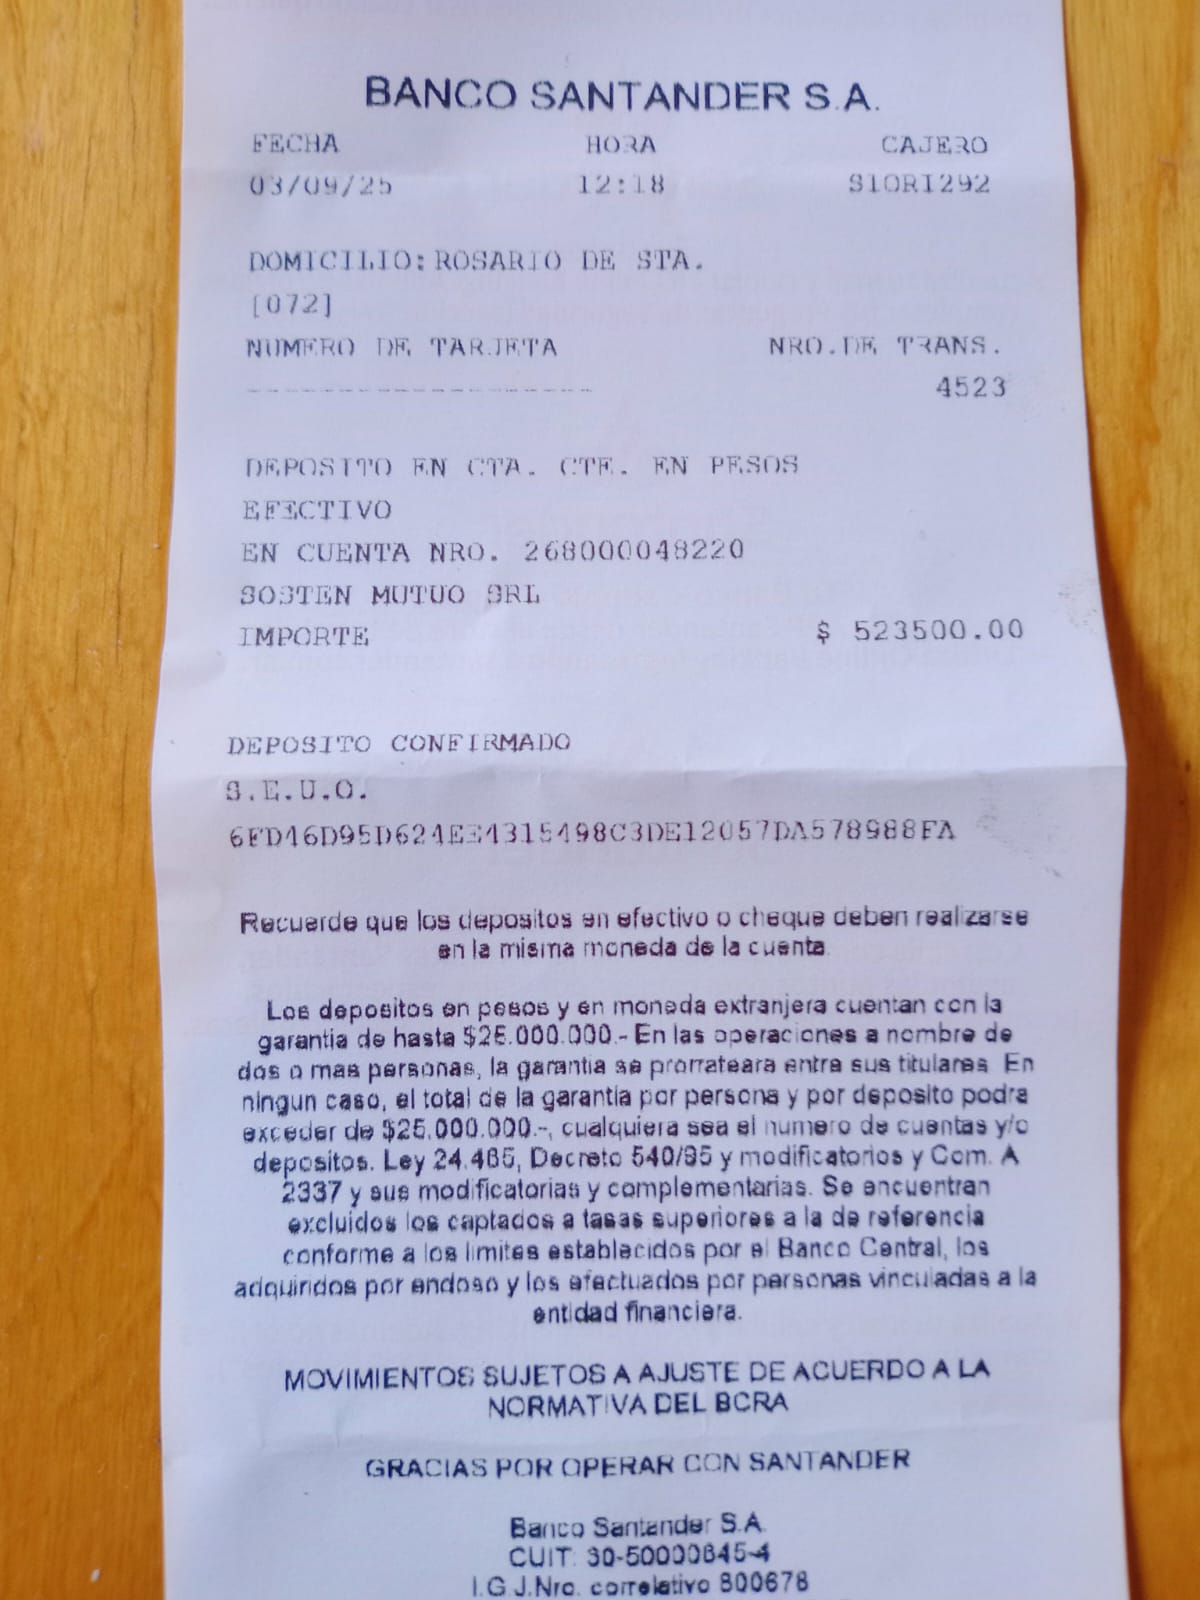 BANCO SANTANDER S.A.
FECHA HORA CAJERO
03/09/25 12:18 S1ORI292
DOMICILIO: ROSARIO DE STA.
[072]
NUMERO DE TARJETA NRO.DE TRANS.
-------------------- 4523
DEPOSITO EN CTA. CTE. EN PESOS
EFECTIVO
EN CUENTA NRO. 268000048220
SOSTEN MUTUO SRL
IMPORTE $ 523500.00
DEPOSITO CONFIRMADO
S.E.U.O.
6FD46D95D624EE4315498C3DE12057DA578988FA
Recuerde que los depositos en efectivo o cheque deben realizarse
en la misma moneda de la cuenta.
Los depositos en pesos y en moneda extranjera cuentan con la
garantia de hasta $25.000.000.- En las operaciones a nombre de
dos o mas personas, la garantia se prorrateara entre sus titulares. En
ningun caso, el total de la garantia por persona y por deposito podra
exceder de $25.000.000.-, cualquiera sea el numero de cuentas y/o
depositos. Ley 24.485, Decreto 540/95 y modificatorios y Com. A
2337 y sus modificatorias y complementarias. Se encuentran
excluidos los captados a tasas superiores a la de referencia
conforme a los limites establecidos por el Banco Central, los
adquiridos por endoso y los efectuados por personas vinculadas a la
entidad financiera.
MOVIMIENTOS SUJETOS A AJUSTE DE ACUERDO A LA
NORMATIVA DEL BCRA
GRACIAS POR OPERAR CON SANTANDER
Banco Santander S.A.
CUIT: 30-50000845-4
I.G.J.Nro. correlativo 800678